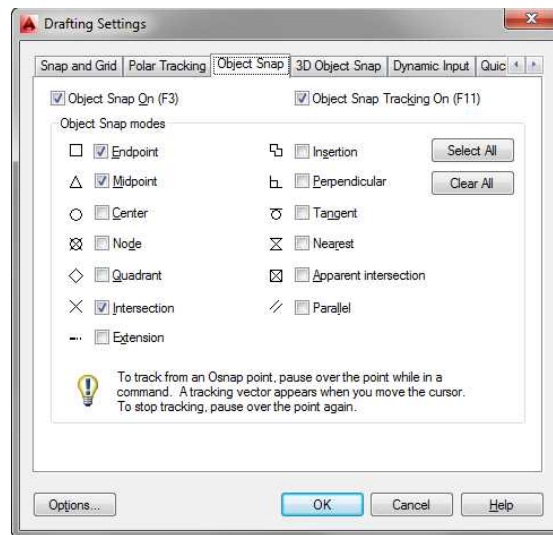 Drafting Settings
Snap and Grid Polar Tracking Object Snap 3D Object Snap Dynamic Input Quic
Object Snap On (F3) Object Snap Tracking On (F11)
Object Snap modes
Endpoint Insertion Select All
Midpoint Perpendicular Clear All
Center Tangent
Node Nearest
Quadrant Apparent intersection
Intersection Parallel
Extension
To track from an Osnap point, pause over the point while in a
command. A tracking vector appears when you move the cursor.
To stop tracking, pause over the point again.
Options... OK Cancel Help